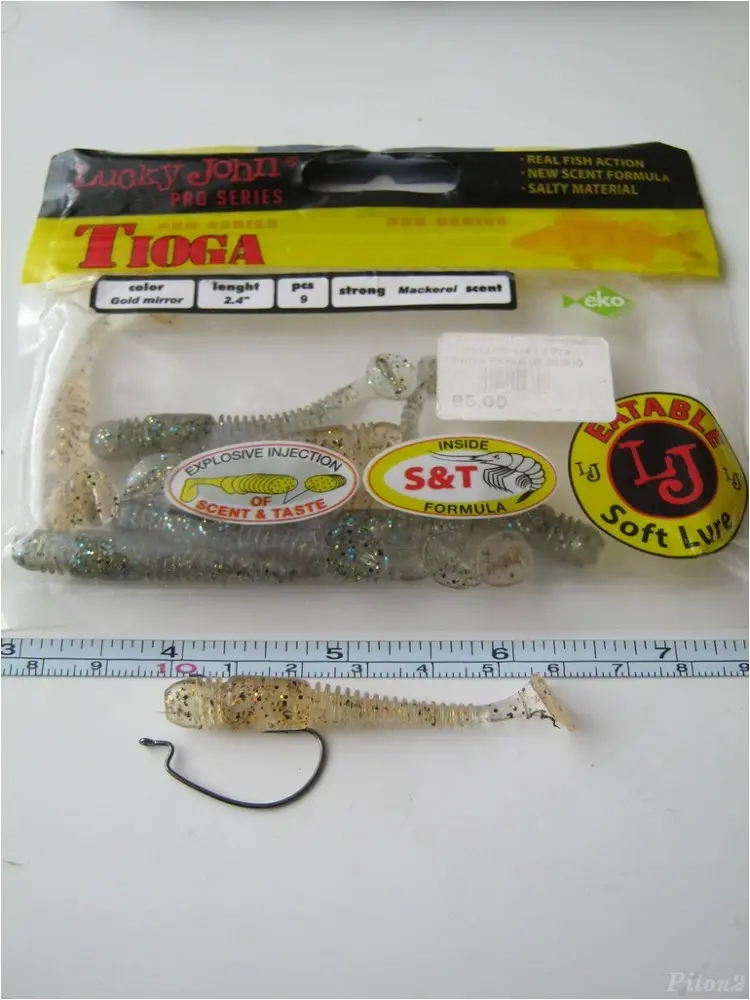 Lucky John®
PRO SERIES
· REAL FISH ACTION
· NEW SCENT FORMULA
· SALTY MATERIAL
PRO SERIES PRO SERIES
TIOGA
color
Gold mirror
lenght
2.4"
pcs
9
strong Mackerel scent
eko
85.00
EXPLOSIVE INJECTION
OF
SCENT & TASTE
INSIDE
S&T
FORMULA
EATABLE
LJ LJ LJ
Soft Lure
3 4 5 6 7
8 9 10 1 2 3 4 5 6 7 8 9
Piton2